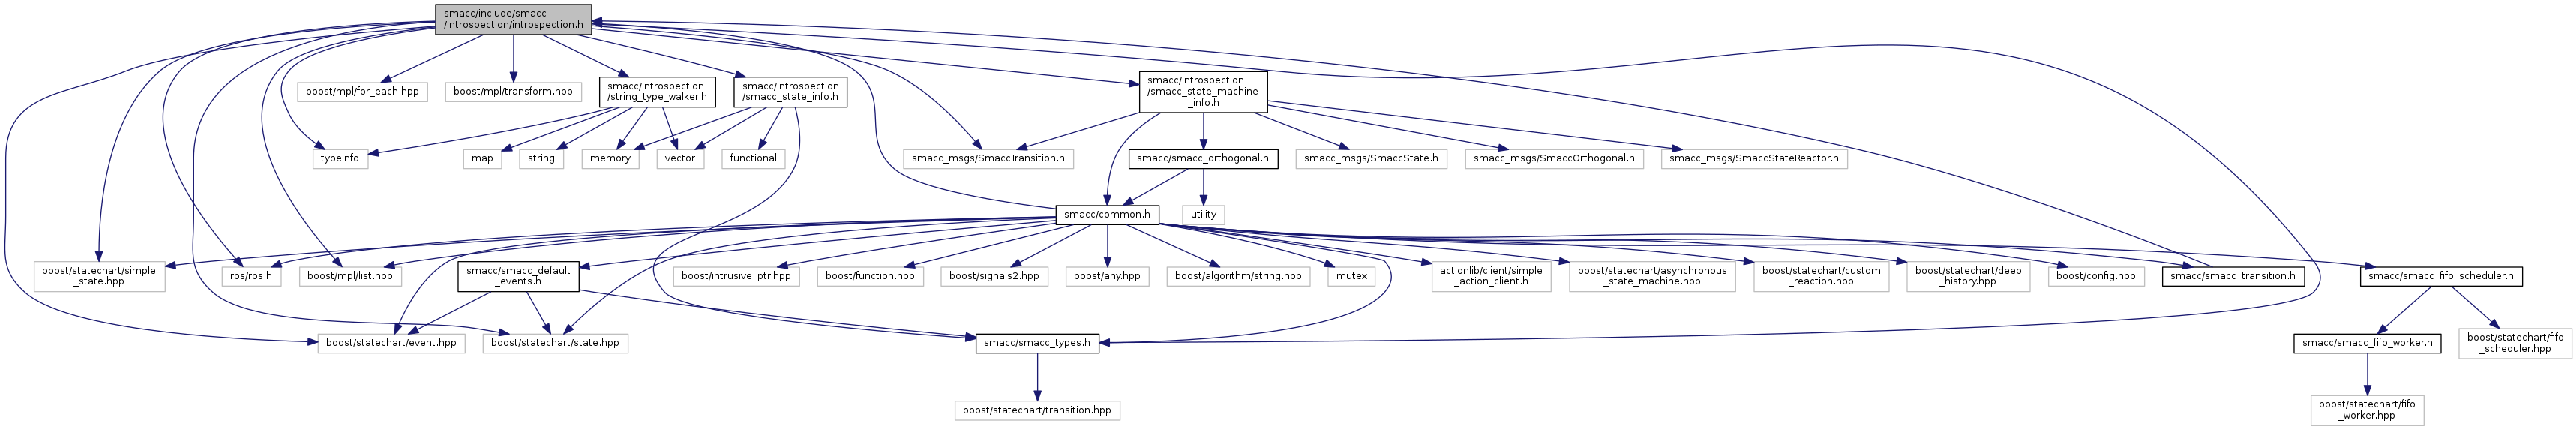 smacc/include/smacc
/introspection/introspection.h
boost/mpl/for_each.hpp
boost/mpl/transform.hpp
smacc/introspection
/string_type_walker.h
smacc/introspection
/smacc_state_info.h
smacc/introspection
/smacc_state_machine
_info.h
typeinfo
map
string
memory
vector
functional
smacc_msgs/SmaccTransition.h
smacc/smacc_orthogonal.h
smacc_msgs/SmaccState.h
smacc_msgs/SmaccOrthogonal.h
smacc_msgs/SmaccStateReactor.h
smacc/common.h
utility
boost/statechart/simple
_state.hpp
ros/ros.h
boost/mpl/list.hpp
smacc/smacc_default
_events.h
boost/intrusive_ptr.hpp
boost/function.hpp
boost/signals2.hpp
boost/any.hpp
boost/algorithm/string.hpp
mutex
actionlib/client/simple
_action_client.h
boost/statechart/asynchronous
_state_machine.hpp
boost/statechart/custom
_reaction.hpp
boost/statechart/deep
_history.hpp
boost/config.hpp
smacc/smacc_transition.h
smacc/smacc_fifo_scheduler.h
boost/statechart/event.hpp
boost/statechart/state.hpp
smacc/smacc_types.h
smacc/smacc_fifo_worker.h
boost/statechart/fifo
_scheduler.hpp
boost/statechart/transition.hpp
boost/statechart/fifo
_worker.hpp